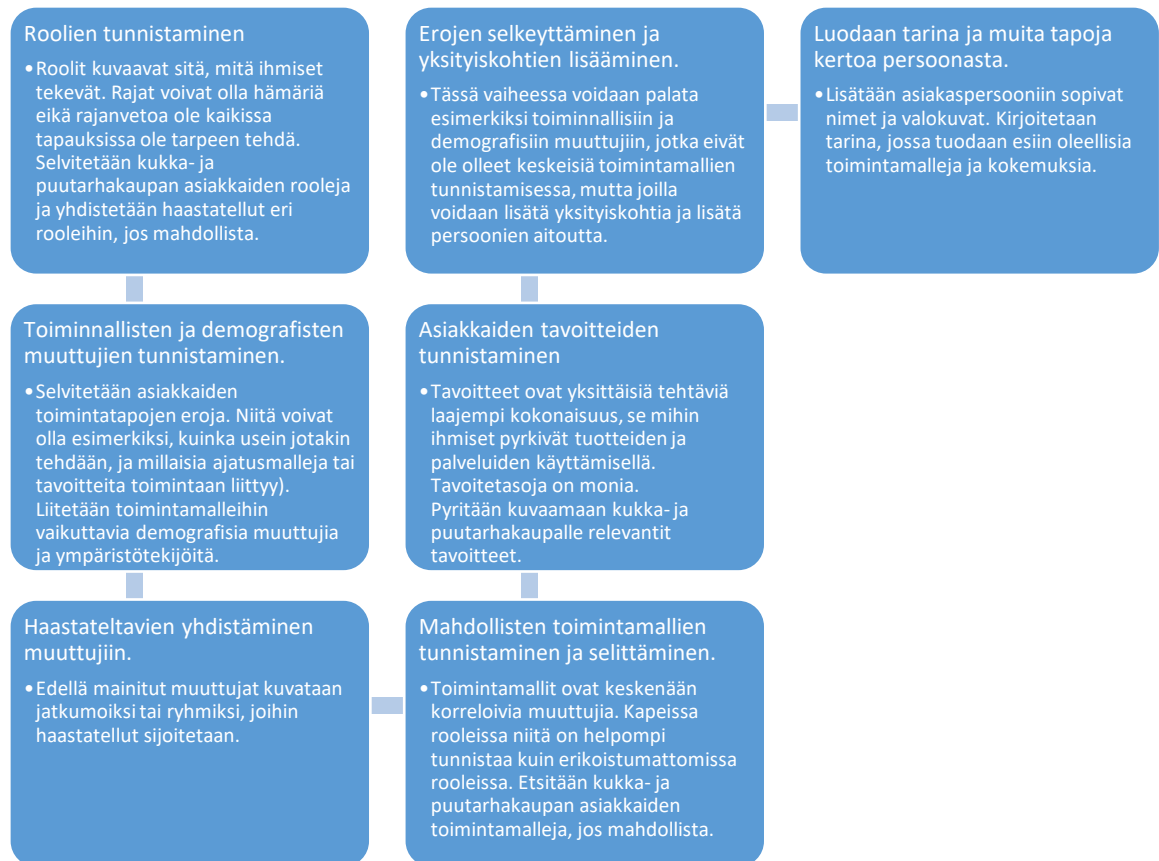 Roolien tunnistaminen
•Roolit kuvaavat sitä, mitä ihmiset
tekevät. Rajat voivat olla hämäriä
eikä rajanvetoa ole kaikissa
tapauksissa ole tarpeen tehdä.
Selvitetään kukka- ja
puutarhakaupan asiakkaiden rooleja
ja yhdistetään haastatellut eri
rooleihin, jos mahdollista.
Toiminnallisten ja demografisten
muuttujien tunnistaminen.
•Selvitetään asiakkaiden
toimintatapojen eroja. Niitä voivat
olla esimerkiksi, kuinka usein jotakin
tehdään, ja millaisia ajatusmalleja tai
tavoitteita toimintaan liittyy).
Liitetään toimintamalleihin
vaikuttavia demografisia muuttujia
ja ympäristötekijöitä.
Haastateltavien yhdistäminen
muuttujiin.
•Edellä mainitut muuttujat kuvataan
jatkumoiksi tai ryhmiksi, joihin
haastatellut sijoitetaan.
Mahdollisten toimintamallien
tunnistaminen ja selittäminen.
•Toimintamallit ovat keskenään
korreloivia muuttujia. Kapeissa
rooleissa niitä on helpompi
tunnistaa kuin erikoistumattomissa
rooleissa. Etsitään kukka- ja
puutarhakaupan asiakkaiden
toimintamalleja, jos mahdollista.
Asiakkaiden tavoitteiden
tunnistaminen
•Tavoitteet ovat yksittäisiä tehtäviä
laajempi kokonaisuus, se mihin
ihmiset pyrkivät tuotteiden ja
palveluiden käyttämisellä.
Tavoitetasoja on monia.
Pyritään kuvaamaan kukka- ja
puutarhakaupalle relevantit
tavoitteet.
Erojen selkeyttäminen ja
yksityiskohtien lisääminen.
•Tässä vaiheessa voidaan palata
esimerkiksi toiminnallisiin ja
demografisiin muuttujiin, jotka eivät
ole olleet keskeisiä toimintamallien
tunnistamisessa, mutta joilla
voidaan lisätä yksityiskohtia ja lisätä
persoonien aitoutta.
Luodaan tarina ja muita tapoja
kertoa persoonasta.
•Lisätään asiakaspersooniin sopivat
nimet ja valokuvat. Kirjoitetaan
tarina, jossa tuodaan esiin oleellisia
toimintamalleja ja kokemuksia.